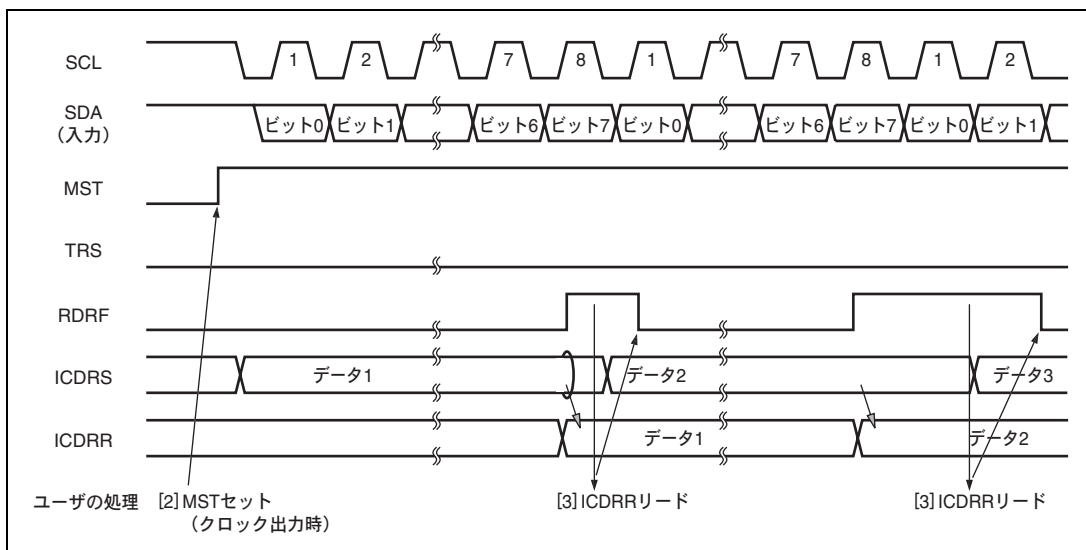 SCL 1 2 7 8 1 7 8 1 2
SDA
（入力） ビット0 ビット1 ビット6 ビット7 ビット0 ビット6 ビット7 ビット0 ビット1
MST
TRS
RDRF
ICDRS データ1 データ2 データ3
ICDRR データ1 データ2
ユーザの処理 [2] MSTセット [3] ICDRRリード [3] ICDRRリード
（クロック出力時）